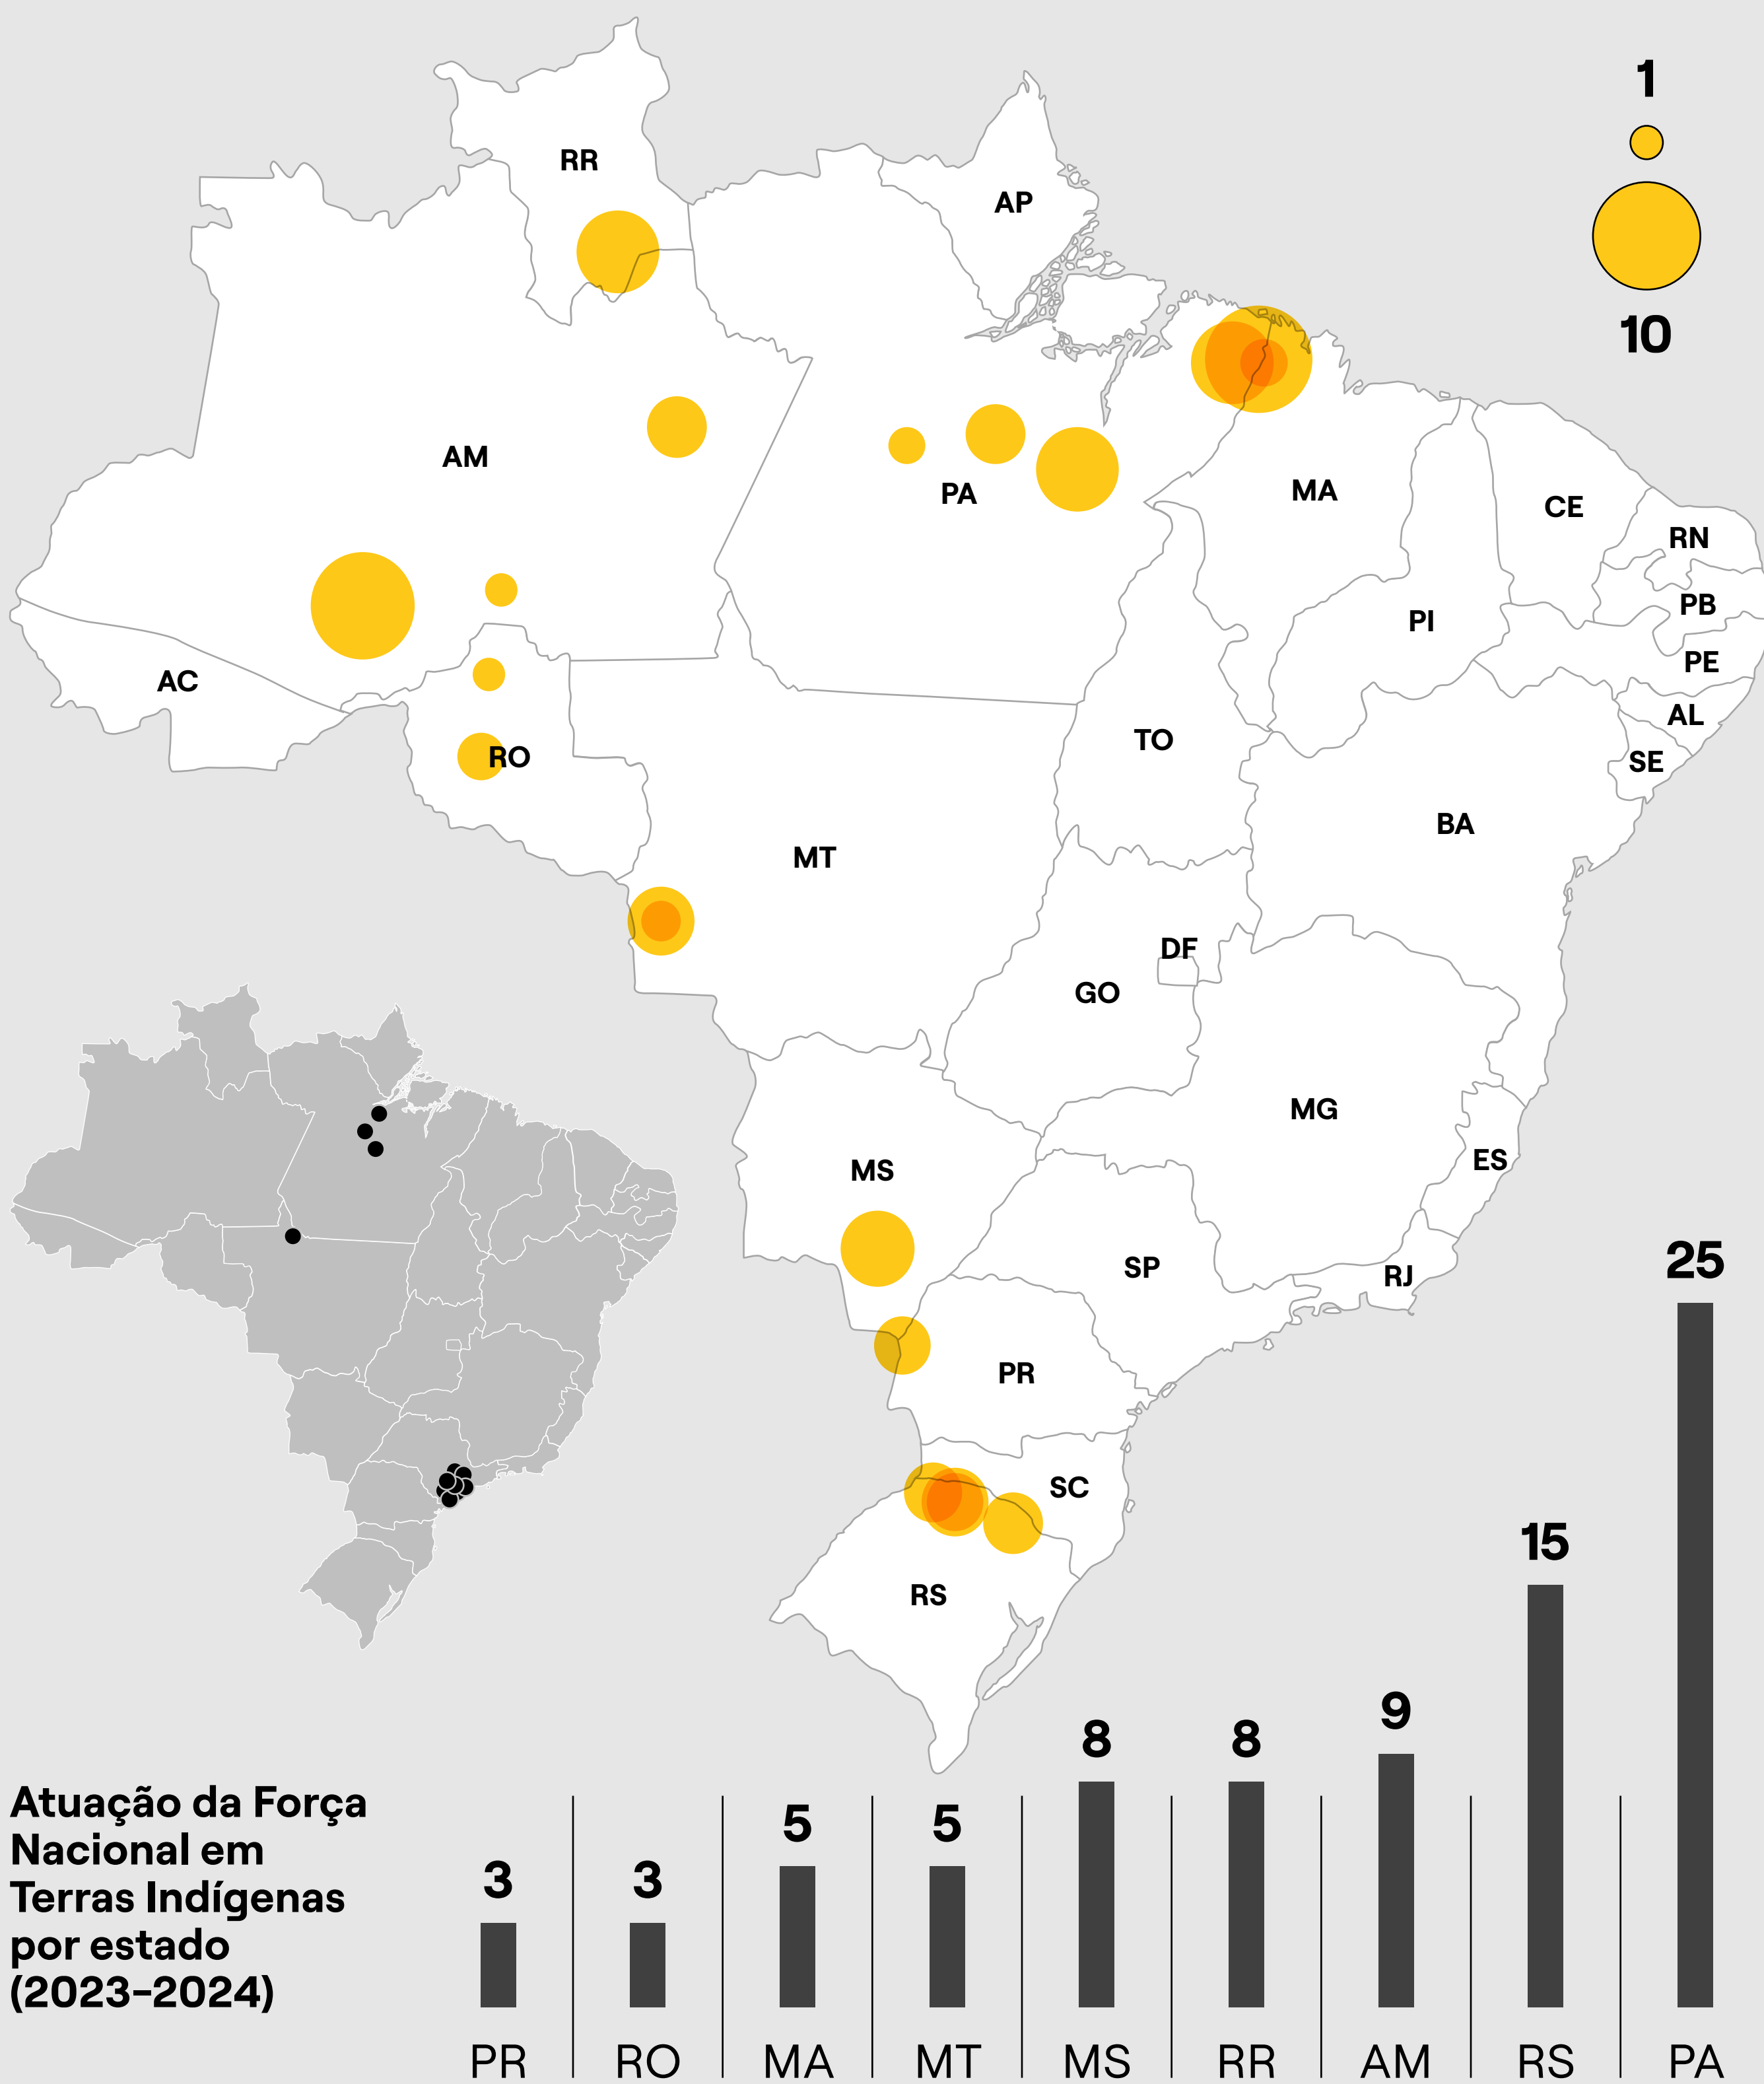 1
10
RR
AP
AM
PA
MA
CE
RN
PB
PI
PE
AC
AL
TO
SE
RO
BA
MT
DF
GO
MG
ES
MS
SP
RJ
PR
SC
RS
Atuação da Força
Nacional em
Terras Indígenas
por estado
(2023-2024)
3
3
5
5
8
8
9
15
25
PR
RO
MA
MT
MS
RR
AM
RS
PA